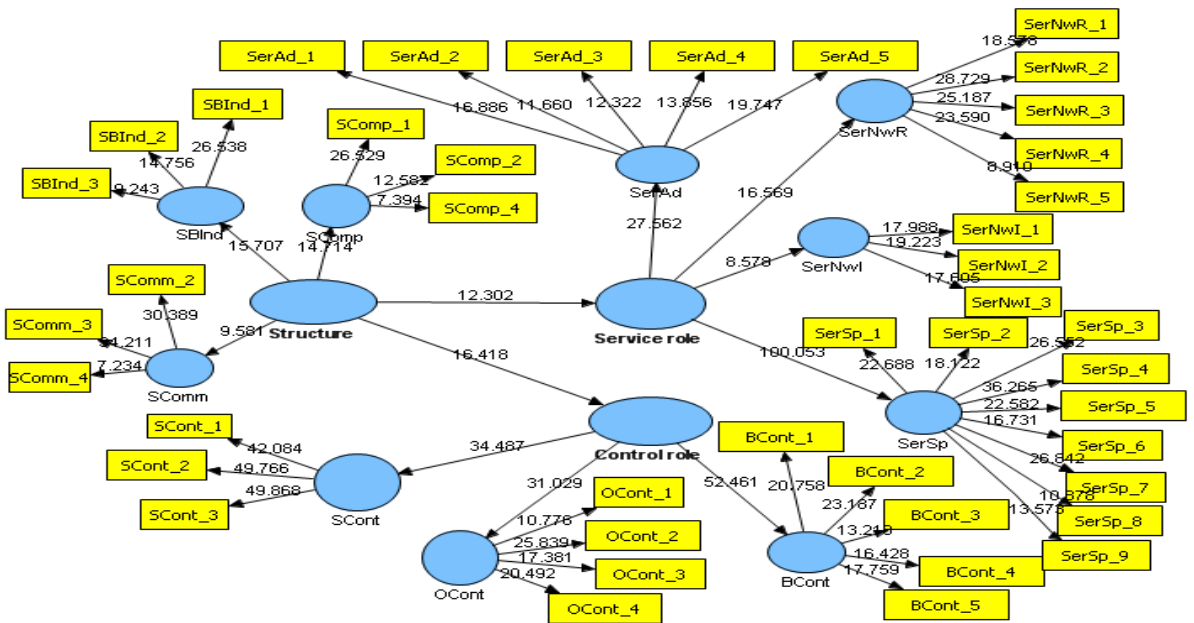 SerAd_1
SerAd_2
SerAd_3
SerAd_4
SerAd_5
16.886
11.660
12.322
13.856
19.747
SerAd
SerNwR_1
SerNwR_2
SerNwR_3
SerNwR_4
SerNwR_5
18.578
28.729
25.187
23.590
8.910
SerNwR
SBInd_1
SBInd_2
SBInd_3
26.538
14.756
9.243
SBInd
SComp_1
SComp_2
SComp_4
26.529
12.582
7.394
SComp
15.707
14.714
27.562
16.569
8.578
SerNwI_1
SerNwI_2
SerNwI_3
17.988
19.223
17.605
SerNwI
SComm_2
SComm_3
SComm_4
30.389
34.211
7.234
SComm
9.581
Structure
12.302
Service role
16.418
100.053
SerSp_1
SerSp_2
SerSp_3
SerSp_4
SerSp_5
SerSp_6
SerSp_7
SerSp_8
SerSp_9
22.688
18.122
36.265
22.582
16.731
26.842
10.878
13.573
SerSp
Control role
34.487
31.029
52.461
SCont_1
SCont_2
SCont_3
42.084
49.766
49.868
SCont
OCont_1
OCont_2
OCont_3
OCont_4
10.776
25.839
17.381
20.492
OCont
BCont_1
BCont_2
BCont_3
BCont_4
BCont_5
20.758
23.167
13.219
16.428
17.759
BCont